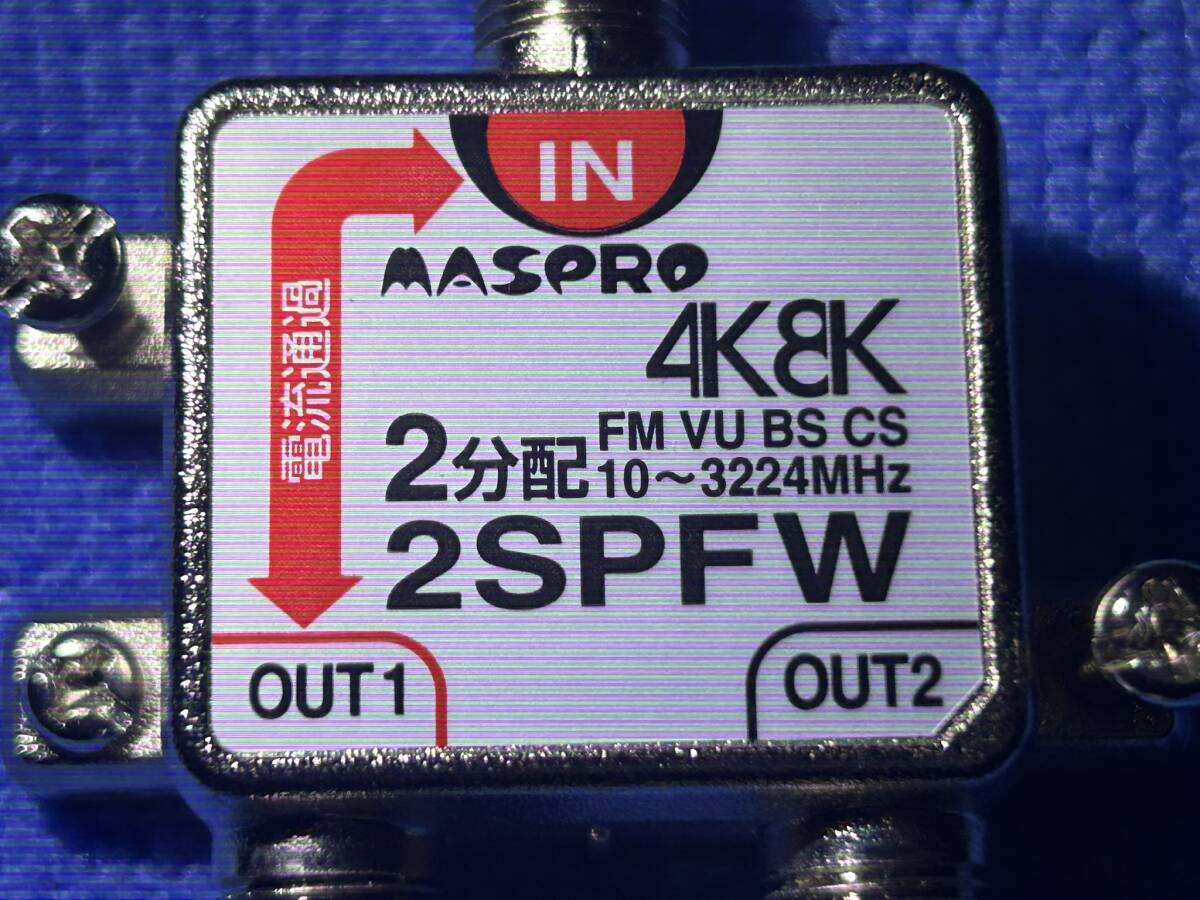 IN
MASPRO
4K8K
電流通過
2分配
FM VU BS CS
10～3224MHz
2SPFW
OUT1
OUT2